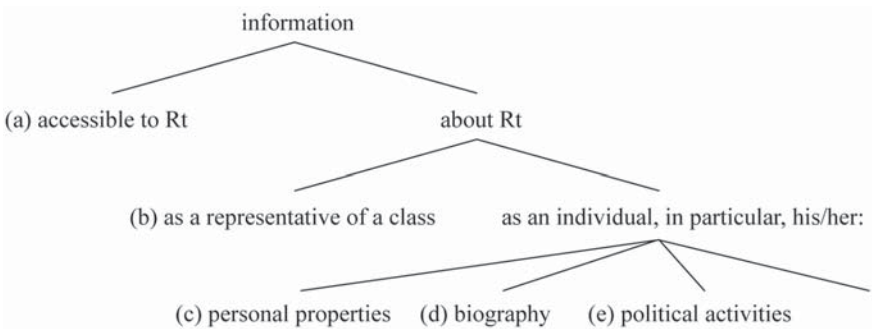 information
(a) accessible to Rt about Rt
(b) as a representative of a class as an individual, in particular, his/her:
(c) personal properties (d) biography (e) political activities